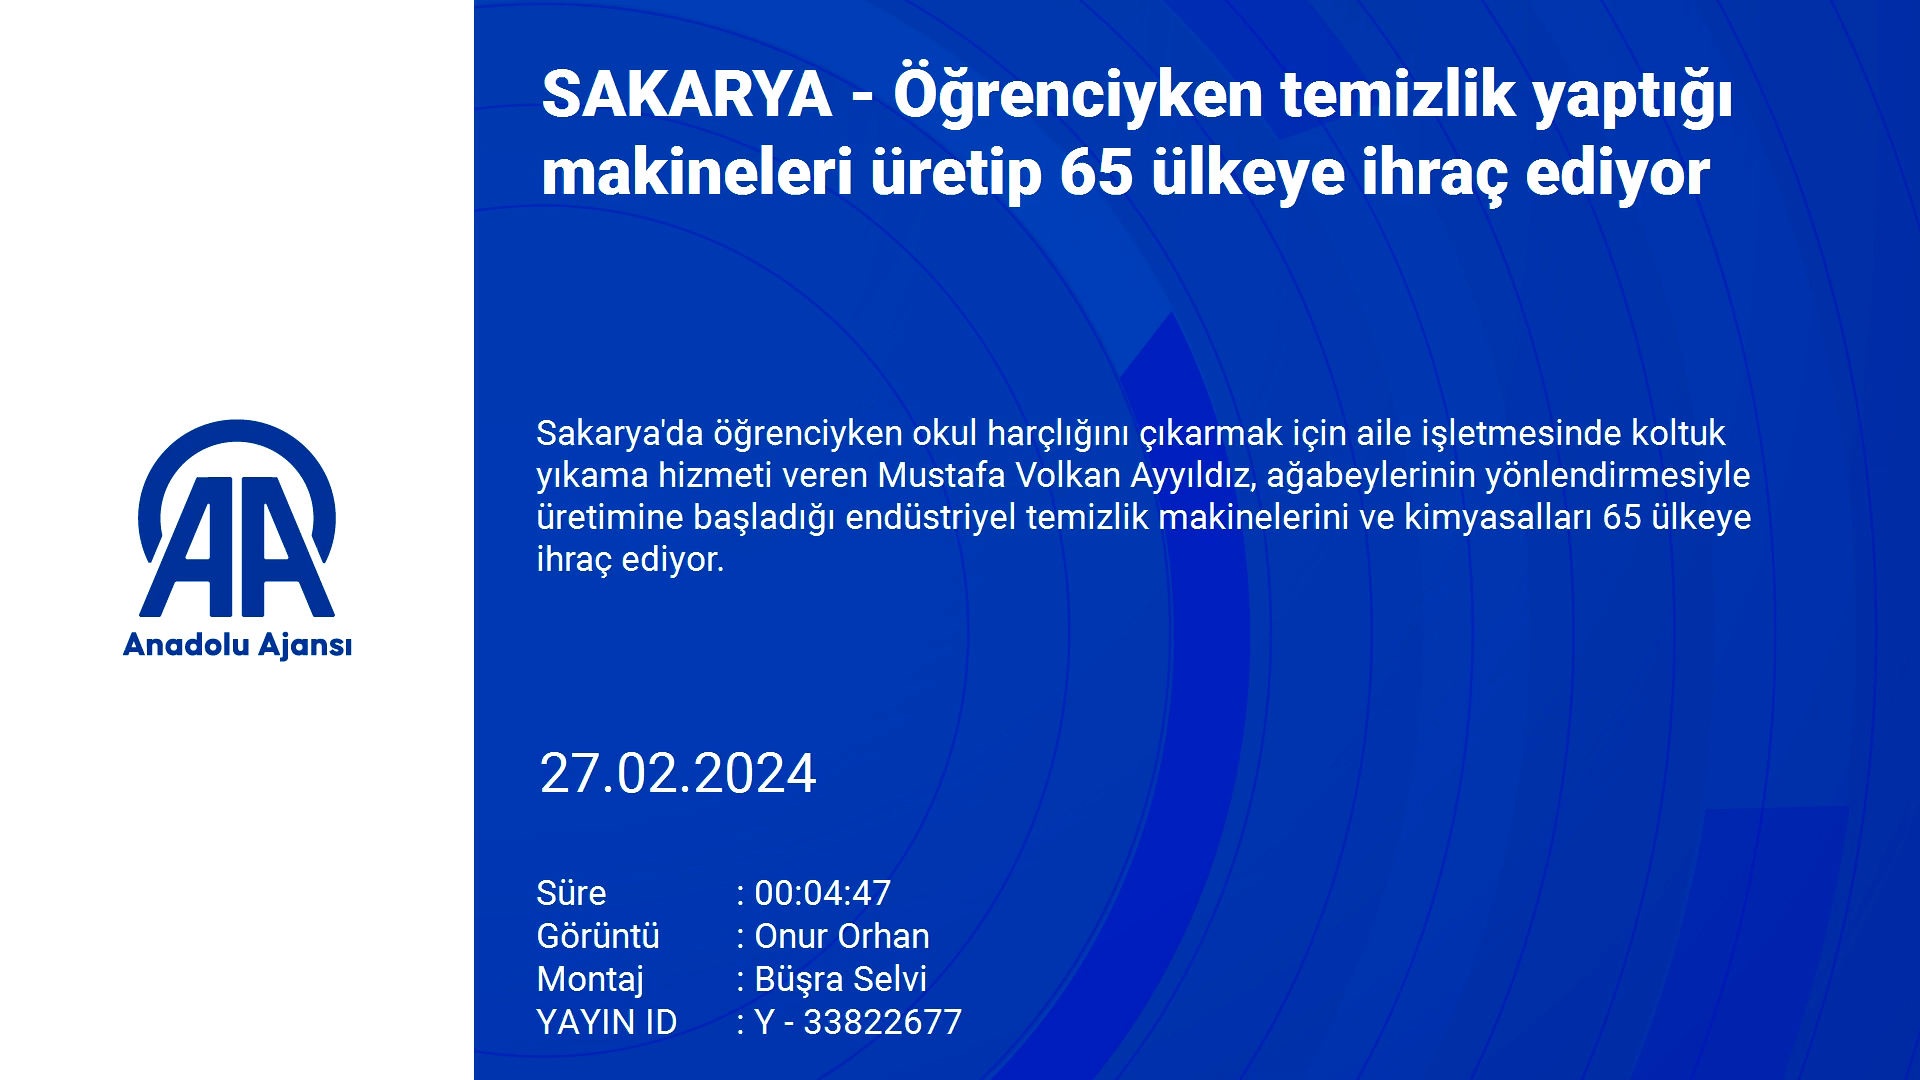 SAKARYA - Öğrenciyken temizlik yaptığı
makineleri üretip 65 ülkeye ihraç ediyor
Sakarya'da öğrenciyken okul harçlığını çıkarmak için aile işletmesinde koltuk
yıkama hizmeti veren Mustafa Volkan Ayyıldız, ağabeylerinin yönlendirmesiyle
üretimine başladığı endüstriyel temizlik makinelerini ve kimyasalları 65 ülkeye
ihraç ediyor.
AA
Anadolu Ajansı
27.02.2024
Süre : 00:04:47
Görüntü : Onur Orhan
Montaj : Büşra Selvi
YAYIN ID : Y - 33822677